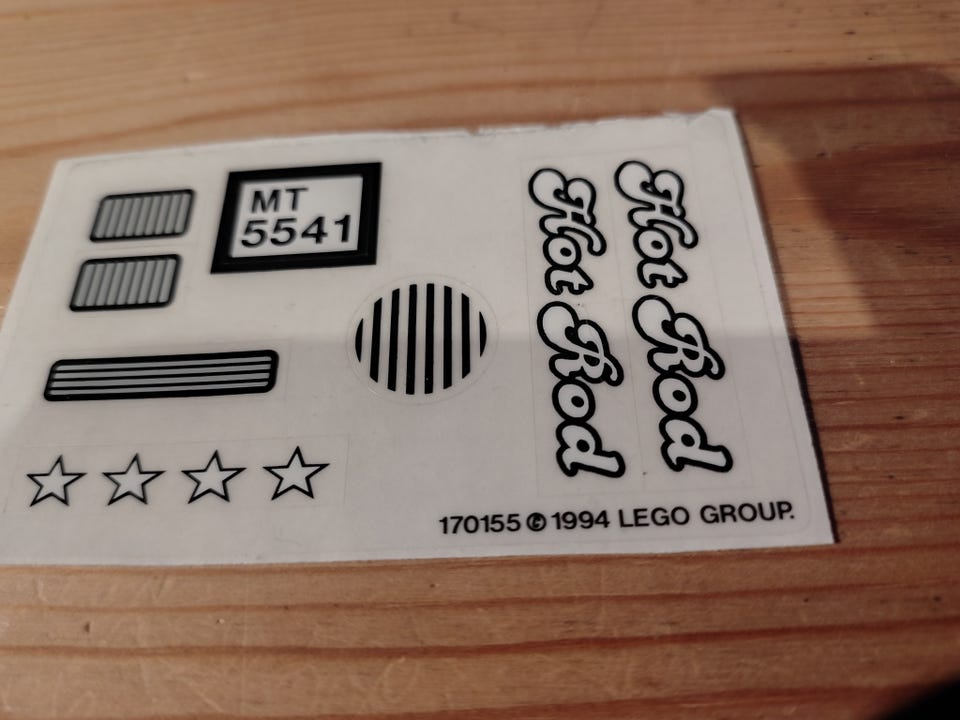 MT
5541
Hot Rod
Hot Rod
170155 © 1994 LEGO GROUP.